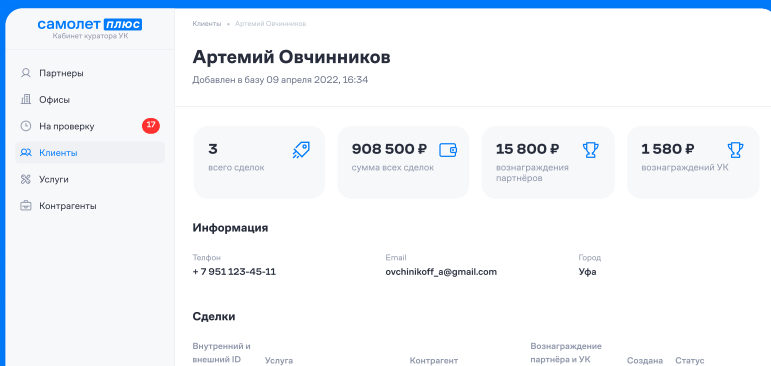 самолет плюс
Кабинет куратора УК
Партнеры
Офисы
На проверку 17
Клиенты
Услуги
Контрагенты
Клиенты • Артемий Овчинников
Артемий Овчинников
Добавлен в базу 09 апреля 2022, 16:34
3
всего сделок
908 500 ₽
сумма всех сделок
15 800 ₽
вознаграждения
партнёров
1 580 ₽
вознаграждений УК
Информация
Телфон
+ 7 951 123-45-11
Email
ovchinikoff_a@gmail.com
Город
Уфа
Сделки
Внутренний и
внешний ID
Услуга
Контрагент
Вознаграждение
партнёра и УК
Создана
Статус